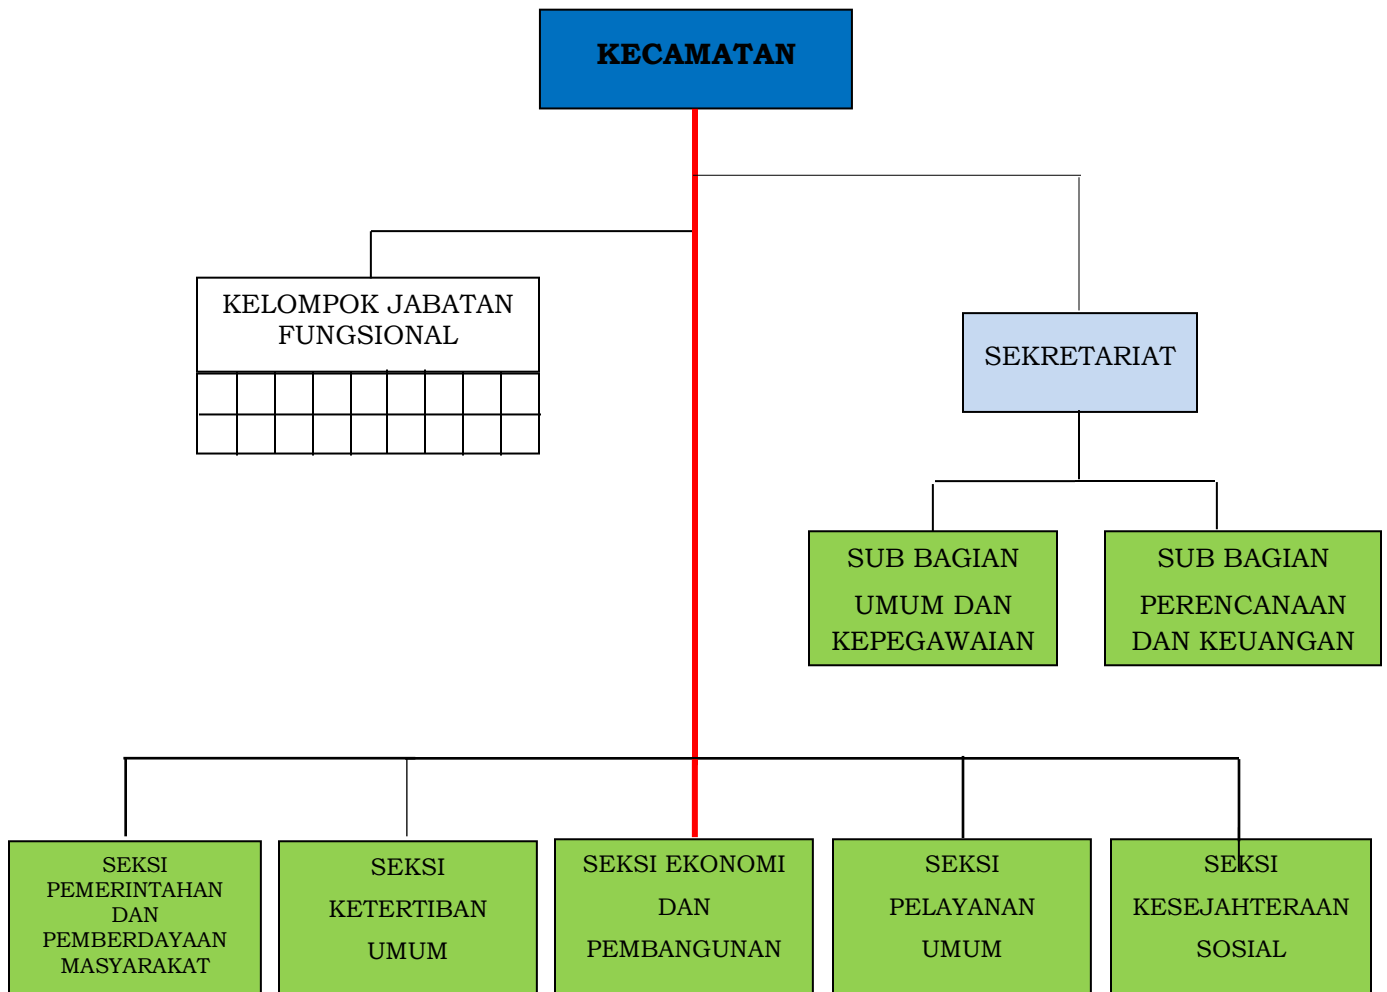 KECAMATAN
KELOMPOK JABATAN
FUNGSIONAL
SEKRETARIAT
SUB BAGIAN
UMUM DAN
KEPEGAWAIAN
SUB BAGIAN
PERENCANAAN
DAN KEUANGAN
SEKSI
PEMERINTAHAN
DAN
PEMBERDAYAAN
MASYARAKAT
SEKSI
KETERTIBAN
UMUM
SEKSI EKONOMI
DAN
PEMBANGUNAN
SEKSI
PELAYANAN
UMUM
SEKSI
KESEJAHTERAAN
SOSIAL